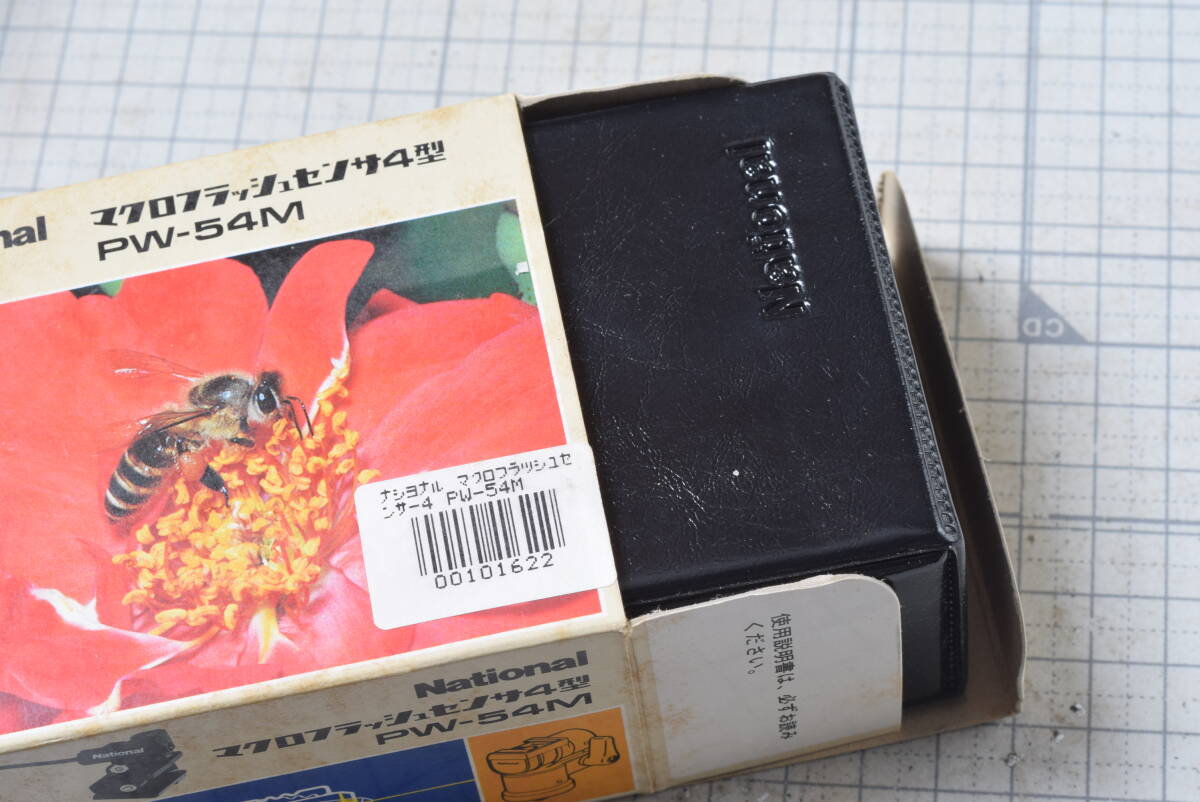 nal マクロフラッシュセンサ4型
PW-54M
National
ナショナル マクロフラッシュセ
ンサー4 PW-54M
00101622
使用説明書は、必ずお読み
ください。
National
マクロフラッシュセンサ4型
PW-54M
National
CD